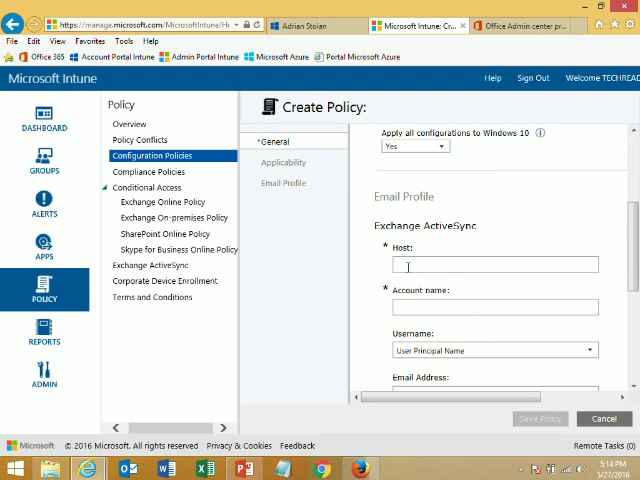 https://manage.microsoft.com/MicrosoftIntune/H
Adrian Stoian
Microsoft Intune: Cr...
Office Admin center pr...
File Edit View Favorites Tools Help
Office 365 Account Portal Intune Admin Portal Intune Microsoft Azure Portal Microsoft Azure
Microsoft Intune
Help Sign Out Welcome TECHREAD
DASHBOARD
GROUPS
ALERTS
APPS
POLICY
REPORTS
ADMIN
Policy
Overview
Policy Conflicts
Configuration Policies
Compliance Policies
Conditional Access
Exchange Online Policy
Exchange On-premises Policy
SharePoint Online Policy
Skype for Business Online Policy
Exchange ActiveSync
Corporate Device Enrollment
Terms and Conditions
Create Policy:
*General
Applicability
Email Profile
Apply all configurations to Windows 10
Yes
Email Profile
Exchange ActiveSync
* Host:
* Account name:
Username:
User Principal Name
Email Address:
Save Policy Cancel
Microsoft © 2016 Microsoft. All rights reserved Privacy & Cookies Feedback
Remote Tasks (0)
5:14 PM
5/27/2016